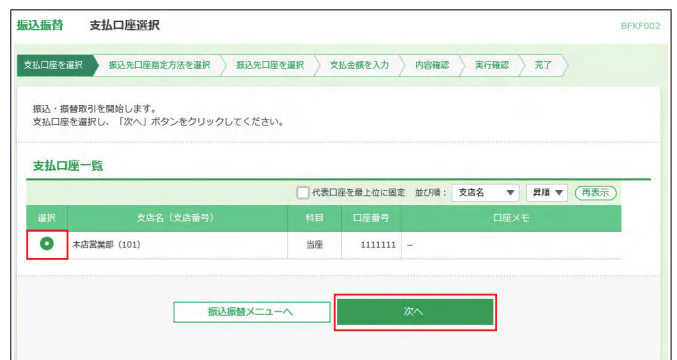 振込振替 支払口座選択 BFKF002
支払口座を選択 振込先口座指定方法を選択 振込先口座を選択 支払金額を入力 内容確認 実行確認 完了
振込・振替取引を開始します。
支払口座を選択し、「次へ」ボタンをクリックしてください。
支払口座一覧
代表口座を最上位に固定 並び順： 支店名 ▼ 昇順 ▼ 再表示
選択 支店名（支店番号） 科目 口座番号 口座メモ
本店営業部（101） 当座 1111111 －
振込振替メニューへ 次へ